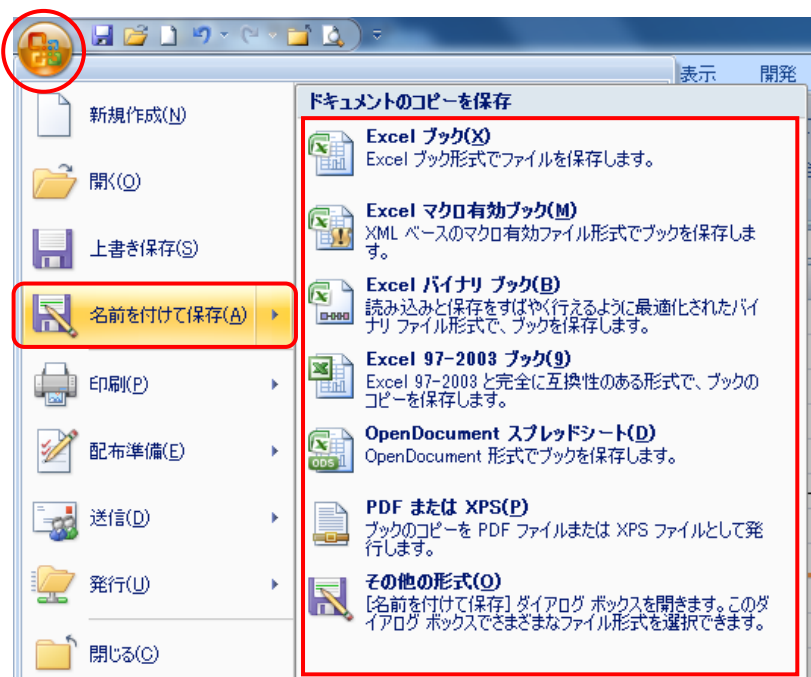 表示 開発
新規作成(N)
開く(O)
上書き保存(S)
名前を付けて保存(A)
印刷(P)
配布準備(E)
送信(D)
発行(U)
閉じる(C)
ドキュメントのコピーを保存
Excel ブック(X)
Excel ブック形式でファイルを保存します。
Excel マクロ有効ブック(M)
XML ベースのマクロ有効ファイル形式でブックを保存しま
す。
Excel バイナリ ブック(B)
読み込みと保存をすばやく行えるように最適化されたバイ
ナリ ファイル形式で、ブックを保存します。
Excel 97-2003 ブック(9)
Excel 97-2003 と完全に互換性のある形式で、ブックの
コピーを保存します。
OpenDocument スプレッドシート(D)
OpenDocument 形式でブックを保存します。
ODS
PDF または XPS(P)
ブックのコピーを PDF ファイルまたは XPS ファイルとして発
行します。
その他の形式(O)
[名前を付けて保存] ダイアログ ボックスを開きます。このダ
イアログ ボックスでさまざまなファイル形式を選択できます。